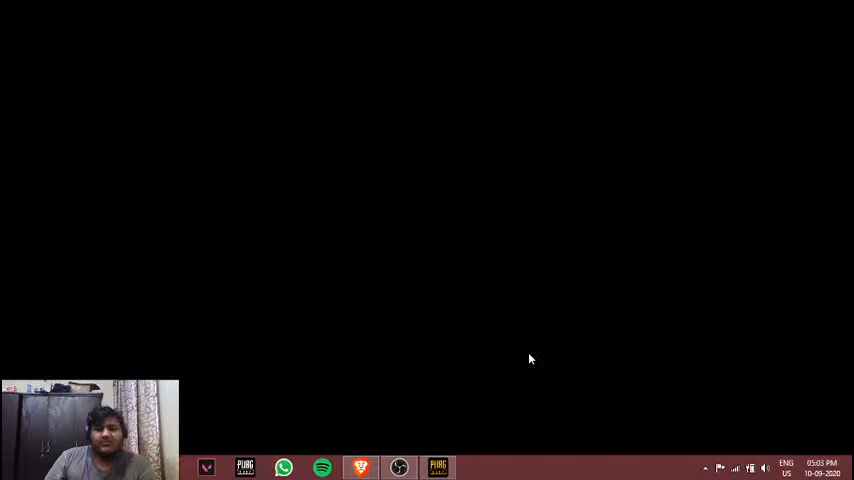 PUBG
PUBG
ENG
US
05:03 PM
10-09-2020